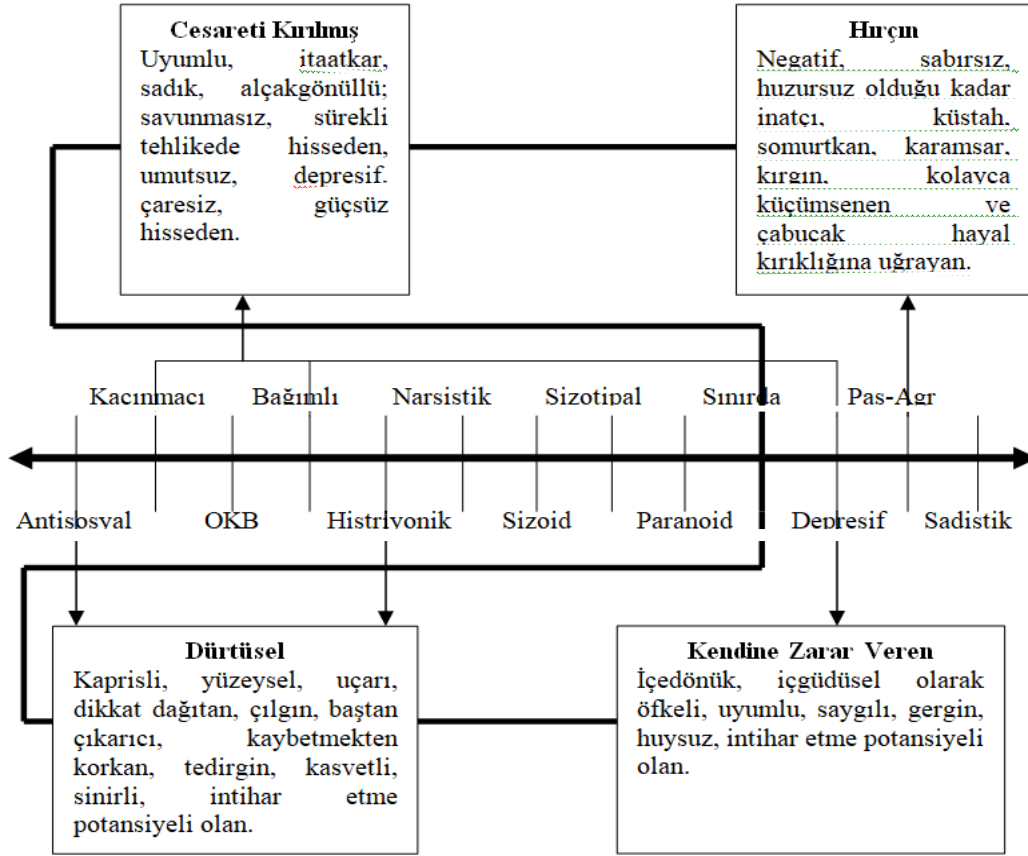 Cesareti Kırılmış
Uyumlu, itaatkar,
sadık, alçakgönüllü;
savunmasız, sürekli
tehlikede hisseden,
umutsuz, depresif.
çaresiz, güçsüz
hisseden.
Hırçın
Negatif, sabırsız,
huzursuz olduğu kadar
inatçı, küstah,
somurtkan, karamsar,
kırgın, kolayca
küçümsenen ve
çabucak hayal
kırıklığına uğrayan.
Kaçınmacı Bağımlı Narsistik Şizotipal Sınırda Pas-Agr
Antisosyal OKB Histriyonik Şizoid Paranoid Depresif Sadistik
Dürtüsel
Kaprisli, yüzeysel, uçarı,
dikkat dağıtan, çılgın, baştan
çıkarıcı, kaybetmekten
korkan, tedirgin, kasvetli,
sinirli, intihar etme
potansiyeli olan.
Kendine Zarar Veren
İçedönük, içgüdüsel olarak
öfkeli, uyumlu, saygılı, gergin,
huysuz, intihar etme potansiyeli
olan.